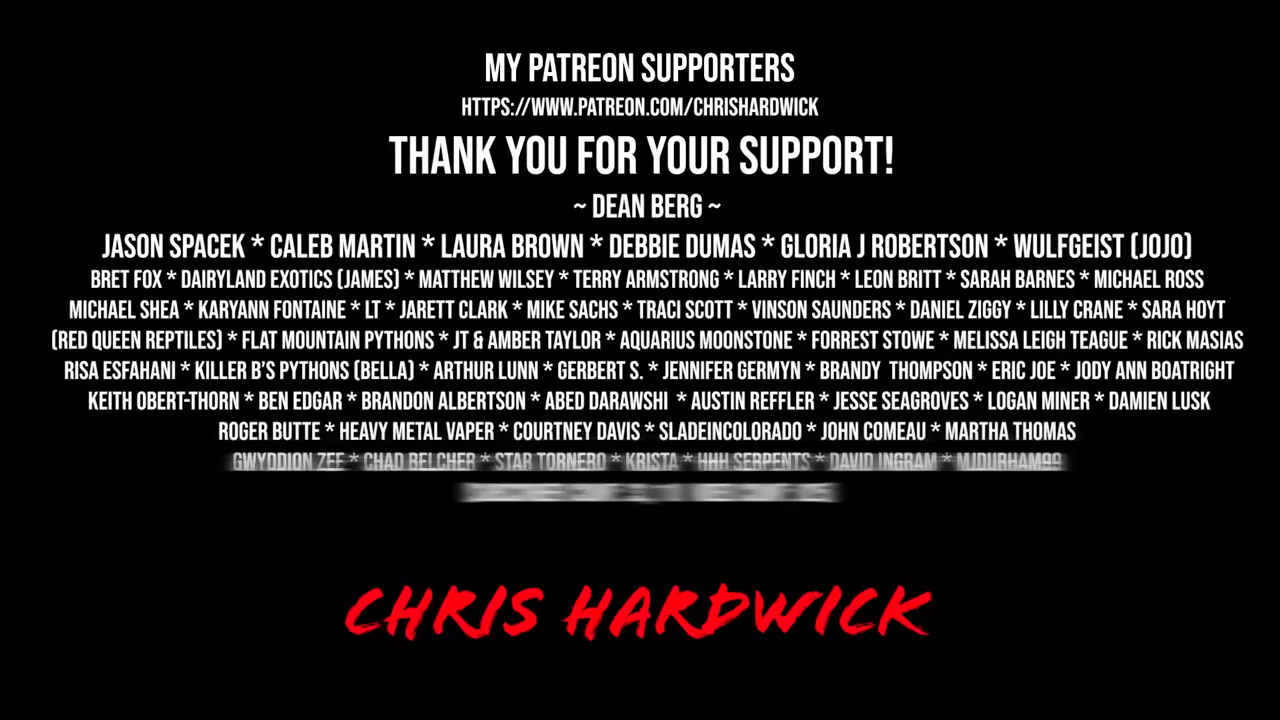 MY PATREON SUPPORTERS
HTTPS://WWW.PATREON.COM/CHRISHARDWICK
THANK YOU FOR YOUR SUPPORT!
~ DEAN BERG ~
JASON SPACEK * CALEB MARTIN * LAURA BROWN * DEBBIE DUMAS * GLORIA J ROBERTSON * WULFGEIST (JOJO)
BRET FOX * DAIRYLAND EXOTICS (JAMES) * MATTHEW WILSEY * TERRY ARMSTRONG * LARRY FINCH * LEON BRITT * SARAH BARNES * MICHAEL ROSS
MICHAEL SHEA * KARYANN FONTAINE * LT * JARETT CLARK * MIKE SACHS * TRACI SCOTT * VINSON SAUNDERS * DANIEL ZIGGY * LILLY CRANE * SARA HOYT
(RED QUEEN REPTILES) * FLAT MOUNTAIN PYTHONS * JT & AMBER TAYLOR * AQUARIUS MOONSTONE * FORREST STOWE * MELISSA LEIGH TEAGUE * RICK MASIAS
RISA ESFAHANI * KILLER B'S PYTHONS (BELLA) * ARTHUR LUNN * GERBERT S. * JENNIFER GERMYN * BRANDY THOMPSON * ERIC JOE * JODY ANN BOATRIGHT
KEITH OBERT-THORN * BEN EDGAR * BRANDON ALBERTSON * ABED DARAWSHI * AUSTIN REFFLER * JESSE SEAGROVES * LOGAN MINER * DAMIEN LUSK
ROGER BUTTE * HEAVY METAL VAPER * COURTNEY DAVIS * SLADEINCOLORADO * JOHN COMEAU * MARTHA THOMAS
GWYDDION ZEE * CHAD BELCHER * STAR TORNERO * KRISTA * HHH SERPENTS * DAVID INGRAM * MJDURHAM99
CHRIS HARDWICK